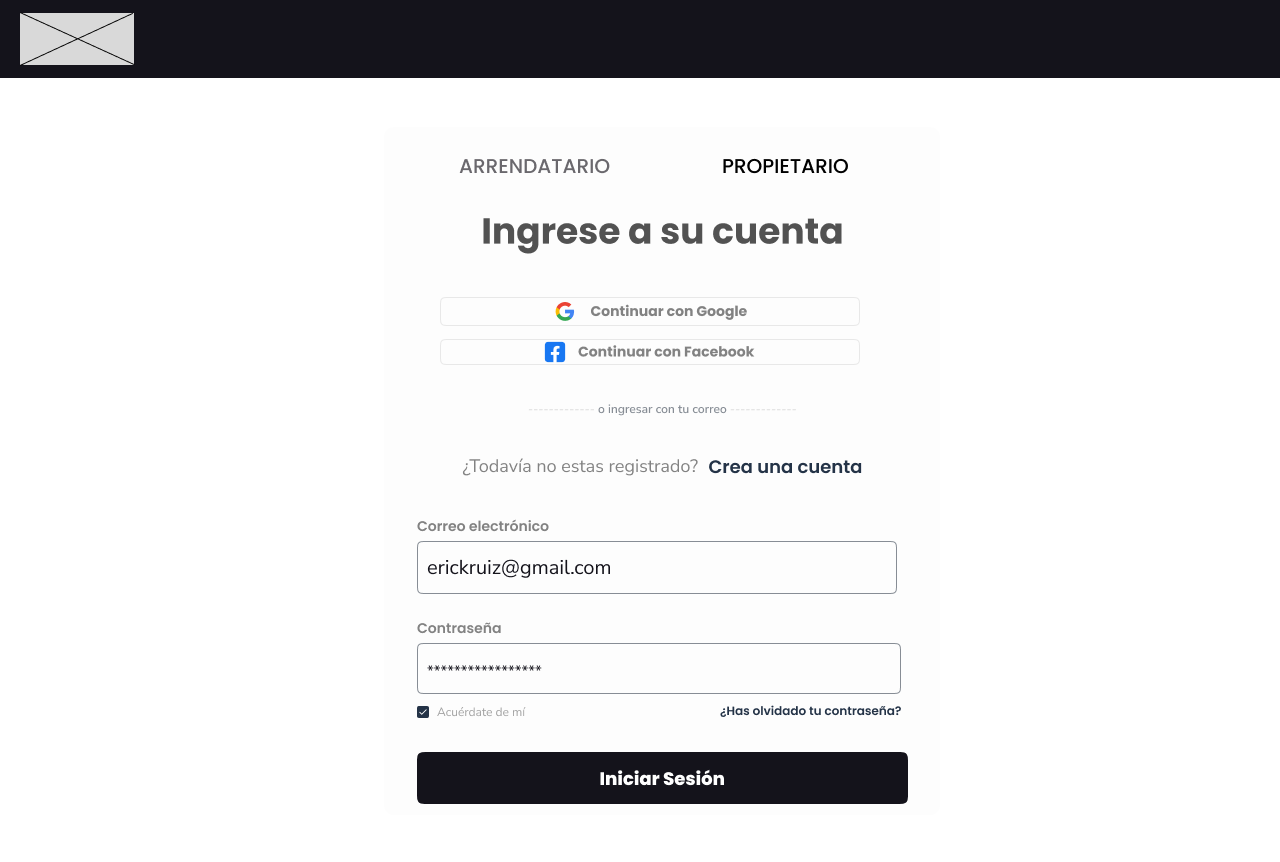 ARRENDATARIO PROPIETARIO
Ingrese a su cuenta
Continuar con Google
Continuar con Facebook
------------- o ingresar con tu correo -------------
¿Todavía no estas registrado? Crea una cuenta
Correo electrónico
erickruiz@gmail.com
Contraseña
*****************
Acuérdate de mí ¿Has olvidado tu contraseña?
Iniciar Sesión